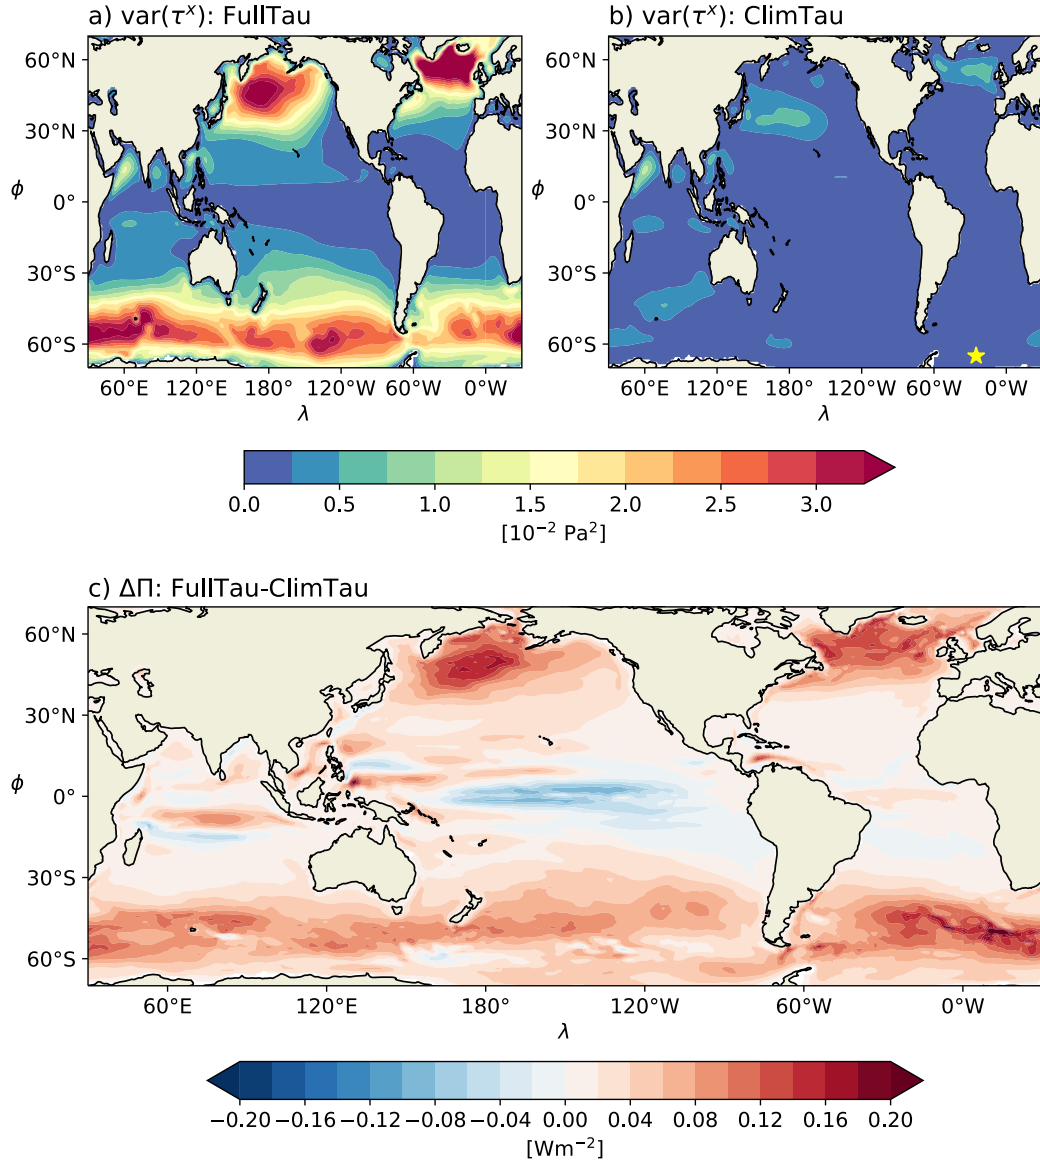 a) var(τˣ): FullTau
b) var(τˣ): ClimTau
60°N
30°N
0°
30°S
60°S
ϕ
60°E 120°E 180° 120°W 60°W 0°W
λ
60°N
30°N
0°
30°S
60°S
ϕ
60°E 120°E 180° 120°W 60°W 0°W
λ
0.0 0.5 1.0 1.5 2.0 2.5 3.0
[10⁻² Pa²]
c) ΔΠ: FullTau-ClimTau
60°N
30°N
0°
30°S
60°S
ϕ
60°E 120°E 180° 120°W 60°W 0°W
λ
−0.20 −0.16 −0.12 −0.08 −0.04 0.00 0.04 0.08 0.12 0.16 0.20
[Wm⁻²]